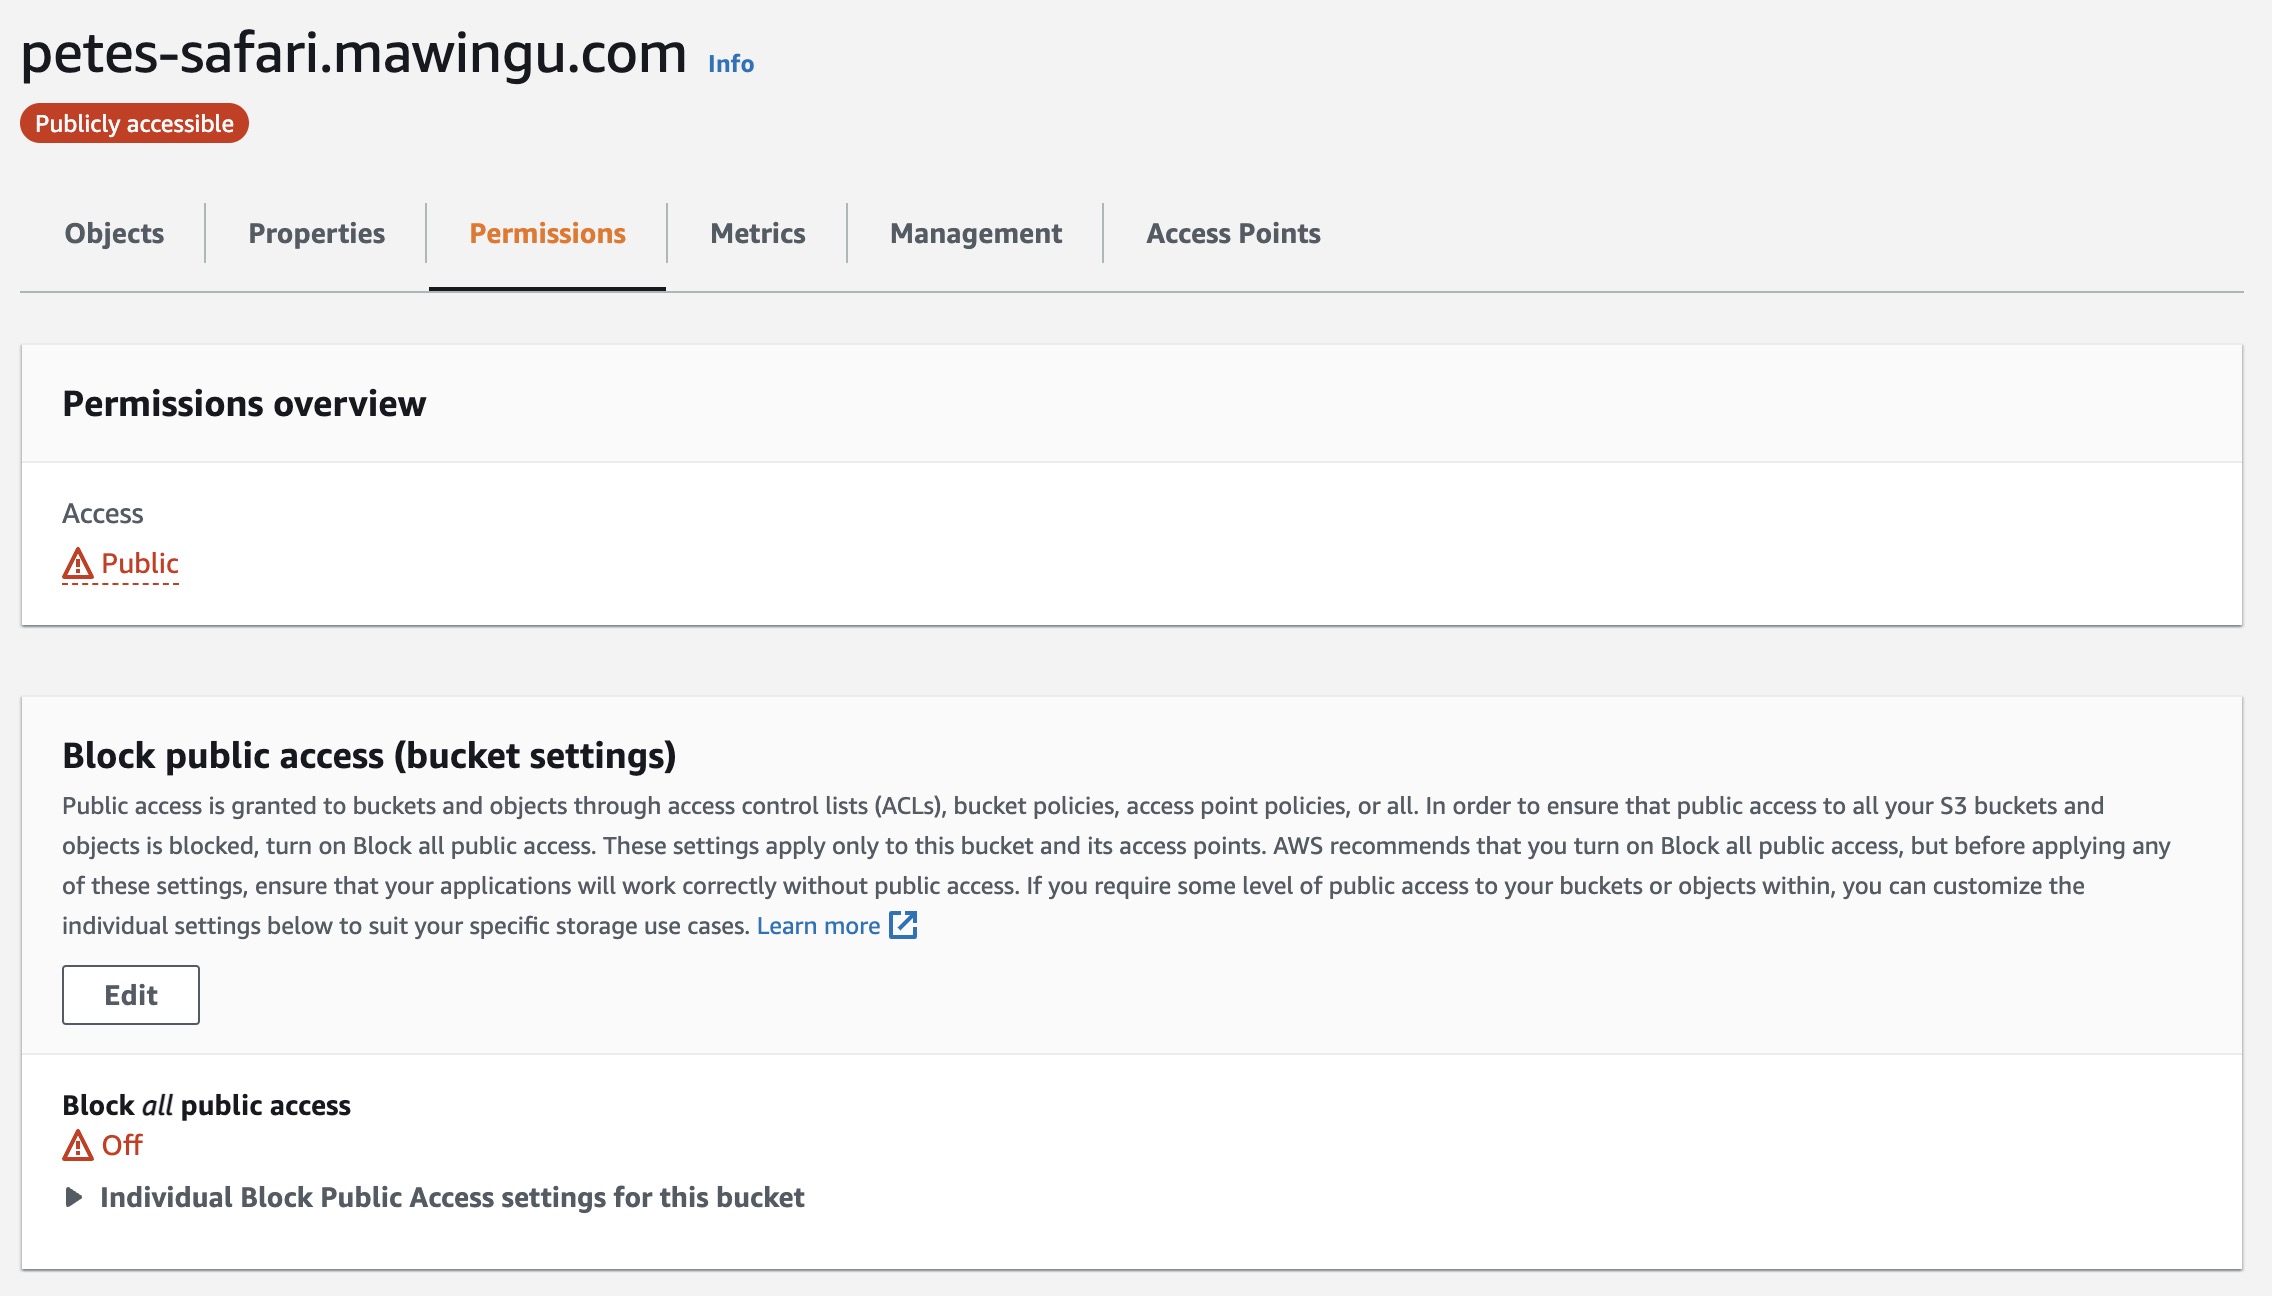 petes-safari.mawingu.com Info
Publicly accessible
Objects Properties Permissions Metrics Management Access Points
Permissions overview
Access
Public
Block public access (bucket settings)
Public access is granted to buckets and objects through access control lists (ACLs), bucket policies, access point policies, or all. In order to ensure that public access to all your S3 buckets and
objects is blocked, turn on Block all public access. These settings apply only to this bucket and its access points. AWS recommends that you turn on Block all public access, but before applying any
of these settings, ensure that your applications will work correctly without public access. If you require some level of public access to your buckets or objects within, you can customize the
individual settings below to suit your specific storage use cases. Learn more
Edit
Block all public access
Off
Individual Block Public Access settings for this bucket